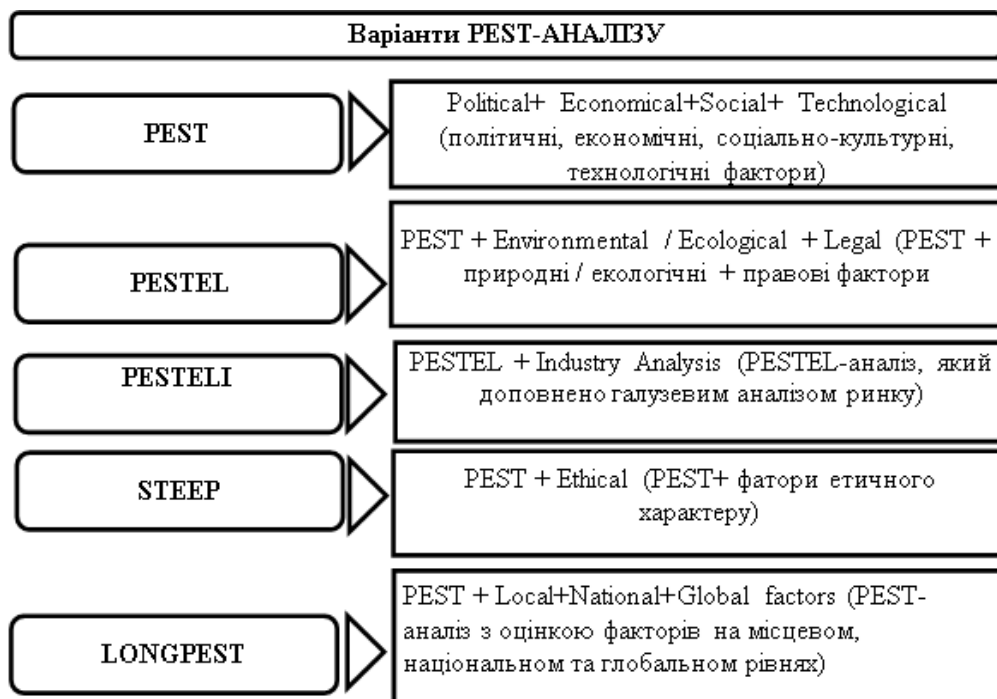 Варіанти PEST-АНАЛІЗУ
PEST
Political+ Economical+Social+ Technological
(політичні, економічні, соціально-культурні,
технологічні фактори)
PESTEL
PEST + Environmental / Ecological + Legal (PEST +
природні / екологічні + правові фактори
PESTELI
PESTEL + Industry Analysis (PESTEL-аналіз, який
доповнено галузевим аналізом ринку)
STEEP
PEST + Ethical (PEST+ фатори етичного
характеру)
LONGPEST
PEST + Local+National+Global factors (PEST-
аналіз з оцінкою факторів на місцевом,
національном та глобальном рівнях)